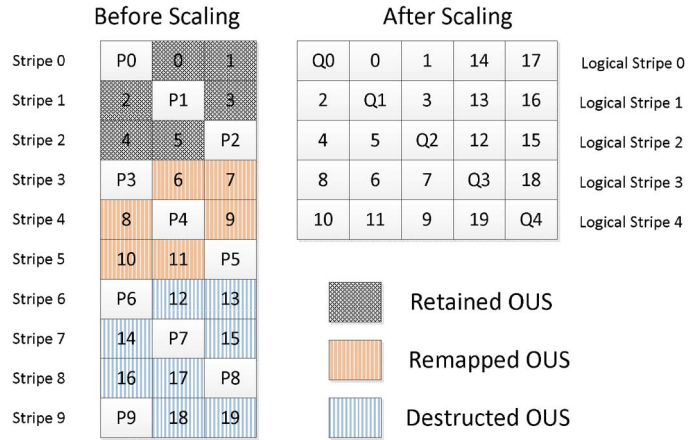 Before Scaling After Scaling
Stripe 0 P0 0 1 Q0 0 1 14 17 Logical Stripe 0
Stripe 1 2 P1 3 2 Q1 3 13 16 Logical Stripe 1
Stripe 2 4 5 P2 4 5 Q2 12 15 Logical Stripe 2
Stripe 3 P3 6 7 8 6 7 Q3 18 Logical Stripe 3
Stripe 4 8 P4 9 10 11 9 19 Q4 Logical Stripe 4
Stripe 5 10 11 P5
Stripe 6 P6 12 13
Stripe 7 14 P7 15
Stripe 8 16 17 P8
Stripe 9 P9 18 19
Retained OUS
Remapped OUS
Destructed OUS